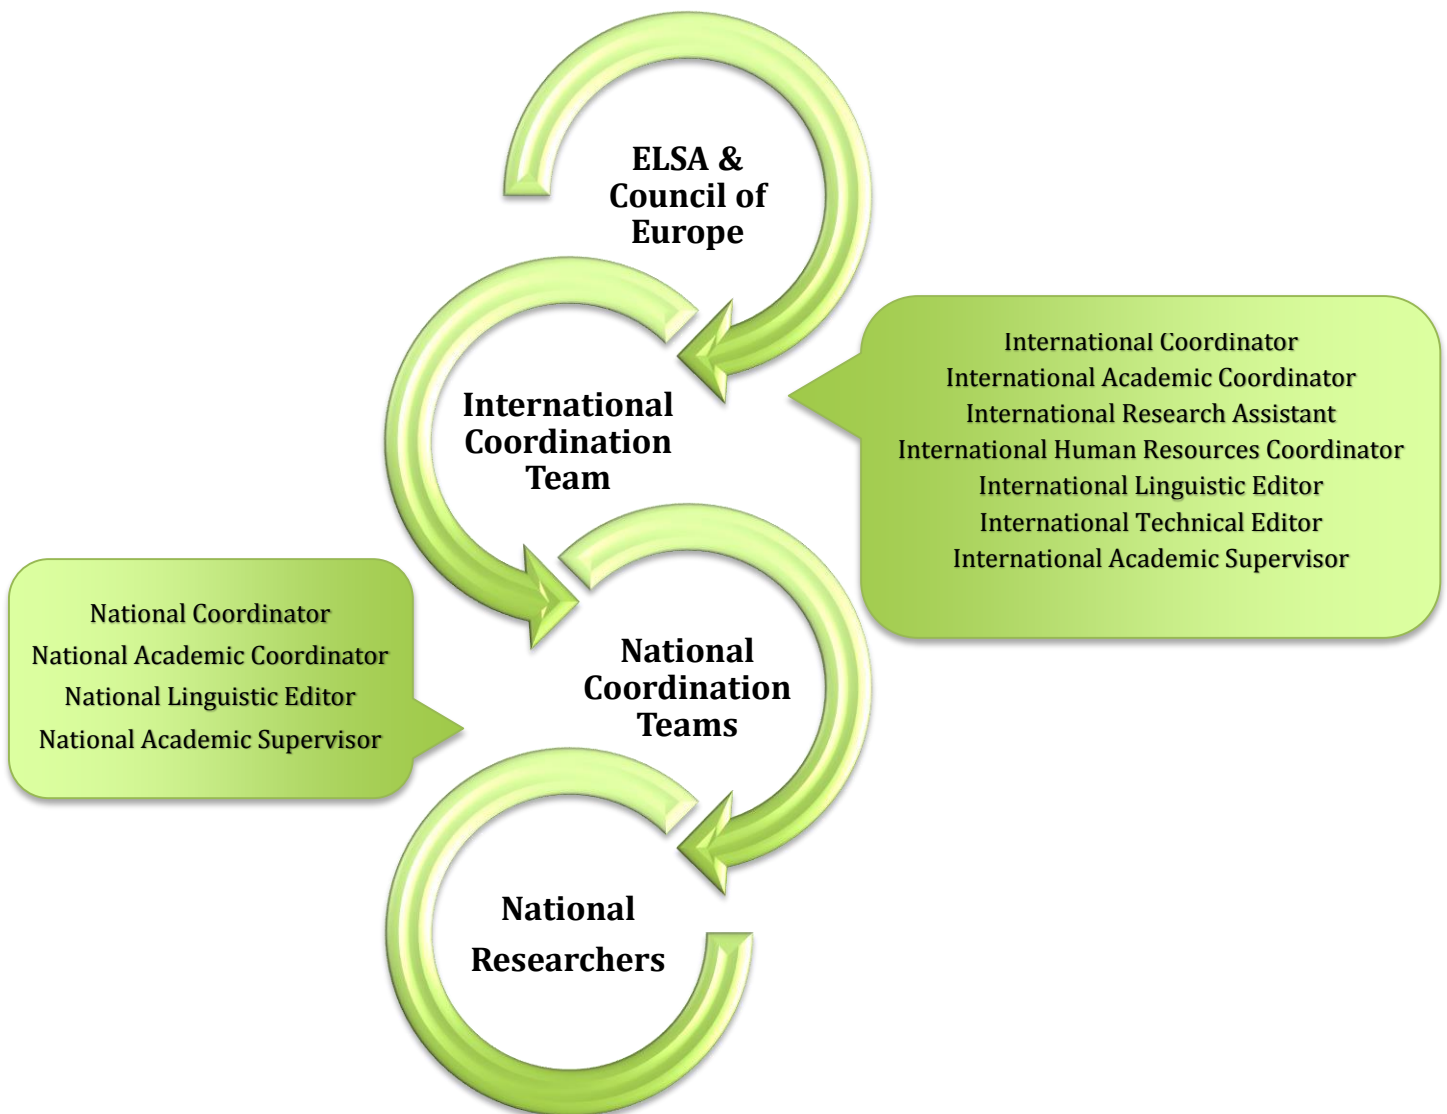 ELSA &
Council of
Europe
International
Coordination
Team
International Coordinator
International Academic Coordinator
International Research Assistant
International Human Resources Coordinator
International Linguistic Editor
International Technical Editor
International Academic Supervisor
National
Coordination
Teams
National Coordinator
National Academic Coordinator
National Linguistic Editor
National Academic Supervisor
National
Researchers